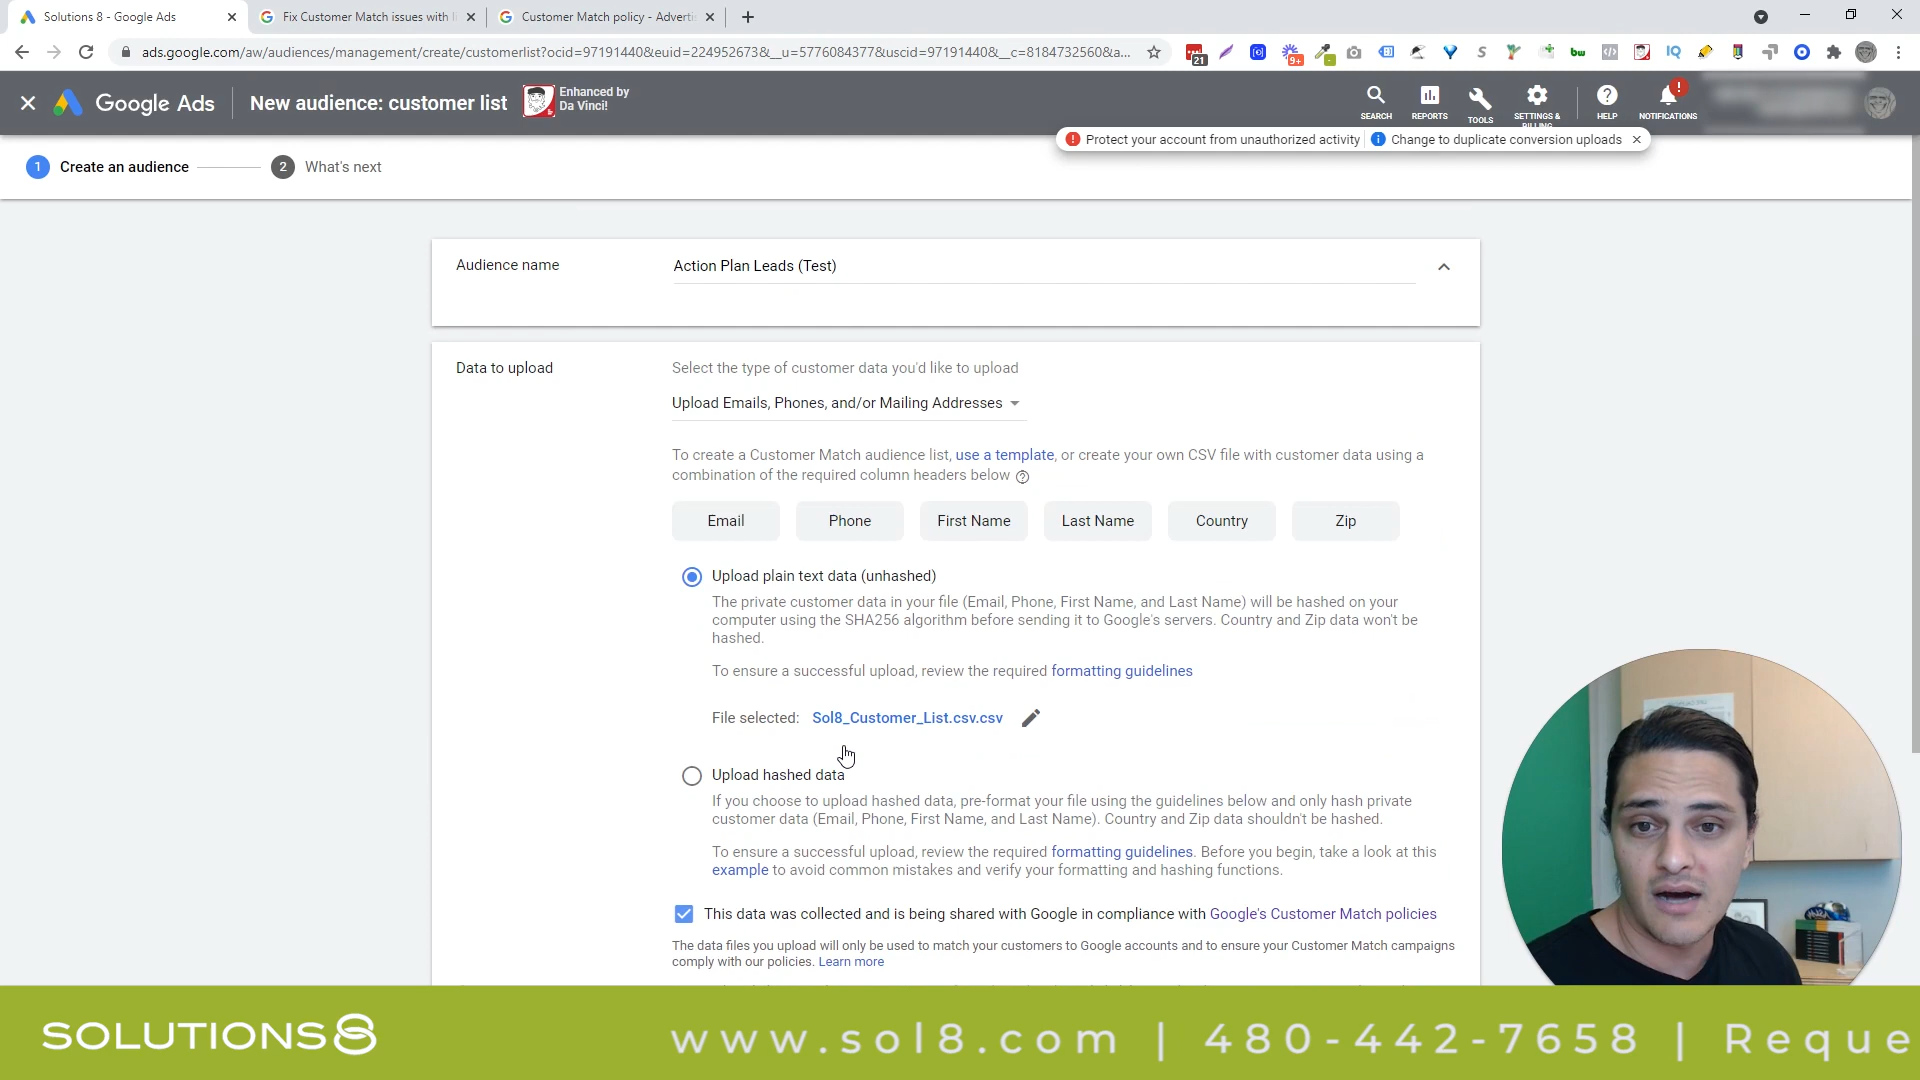 Solutions 8 - Google Ads
Fix Customer Match issues with li
Customer Match policy - Adverti
ads.google.com/aw/audiences/management/create/customerlist?ocid=97191440&euid=224952673&__u=5776084377&uscid=97191440&__c=8184732560&a...
21
9+
bw
IQ
Google Ads
New audience: customer list
Enhanced by
Da Vinci!
SEARCH
REPORTS
TOOLS
SETTINGS &
BILLING
HELP
NOTIFICATIONS
Protect your account from unauthorized activity
Change to duplicate conversion uploads
1 Create an audience
2 What's next
Audience name
Action Plan Leads (Test)
Data to upload
Select the type of customer data you'd like to upload
Upload Emails, Phones, and/or Mailing Addresses
To create a Customer Match audience list, use a template, or create your own CSV file with customer data using a
combination of the required column headers below
Email
Phone
First Name
Last Name
Country
Zip
Upload plain text data (unhashed)
The private customer data in your file (Email, Phone, First Name, and Last Name) will be hashed on your
computer using the SHA256 algorithm before sending it to Google's servers. Country and Zip data won't be
hashed.
To ensure a successful upload, review the required formatting guidelines
File selected: Sol8_Customer_List.csv.csv
Upload hashed data
If you choose to upload hashed data, pre-format your file using the guidelines below and only hash private
customer data (Email, Phone, First Name, and Last Name). Country and Zip data shouldn't be hashed.
To ensure a successful upload, review the required formatting guidelines. Before you begin, take a look at this
example to avoid common mistakes and verify your formatting and hashing functions.
This data was collected and is being shared with Google in compliance with Google's Customer Match policies
The data files you upload will only be used to match your customers to Google accounts and to ensure your Customer Match campaigns
comply with our policies. Learn more
SOLUTIONS8
www.sol8.com | 480-442-7658 | Reque